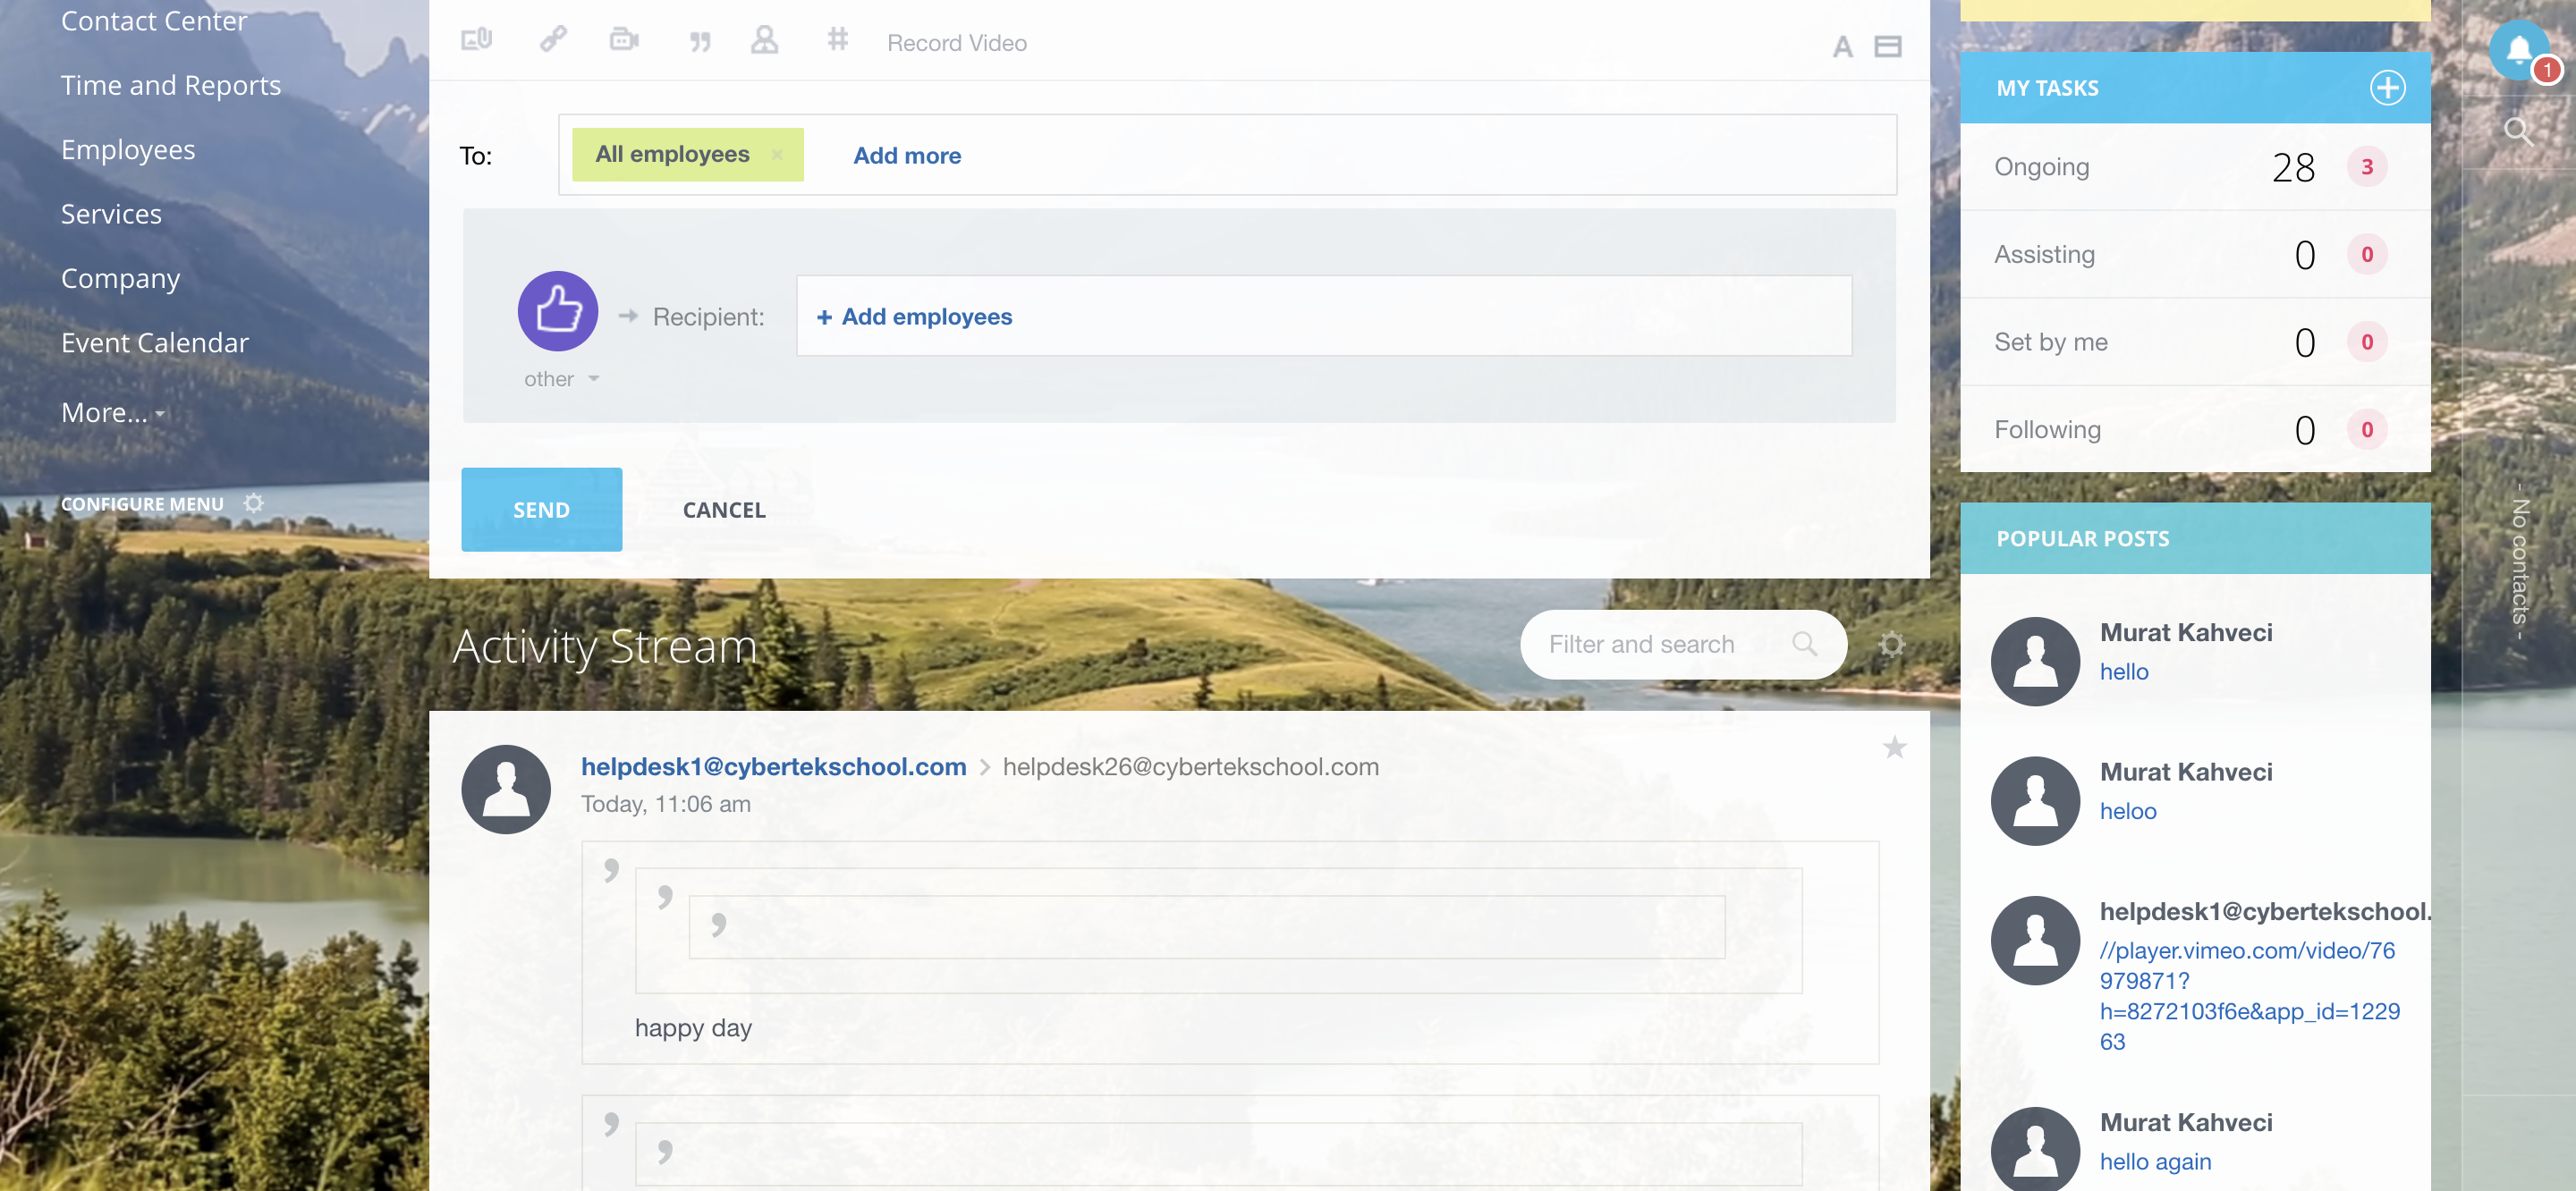 Contact Center
Time and Reports
Employees
Services
Company
Event Calendar
More...
CONFIGURE MENU
Record Video
A
To:
All employees ×
Add more
Recipient:
+ Add employees
other
SEND
CANCEL
Activity Stream
Filter and search
helpdesk1@cybertekschool.com > helpdesk26@cybertekschool.com
Today, 11:06 am
happy day
MY TASKS
Ongoing 28 3
Assisting 0 0
Set by me 0 0
Following 0 0
POPULAR POSTS
Murat Kahveci
hello
Murat Kahveci
heloo
helpdesk1@cybertekschool.
//player.vimeo.com/video/76
979871?
h=8272103f6e&app_id=1229
63
Murat Kahveci
hello again
1
- No contacts -